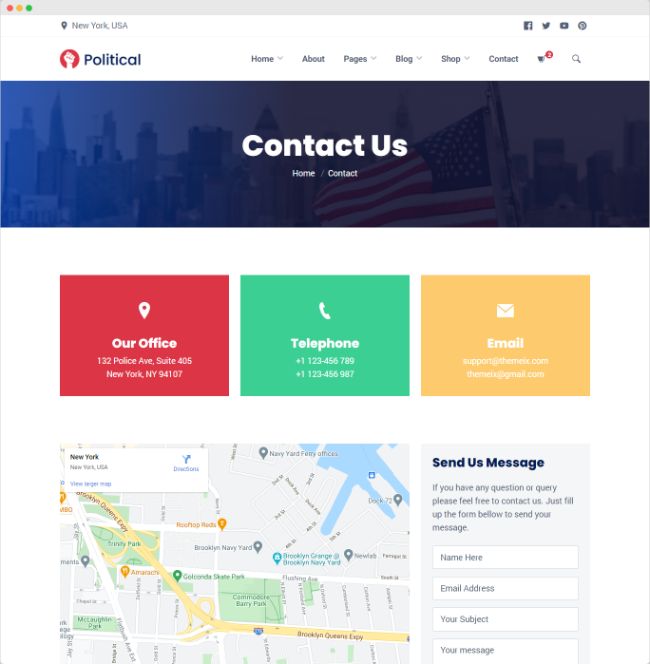 New York, USA
Political
Home About Pages Blog Shop Contact 2
Contact Us
Home / Contact
Our Office
132 Police Ave, Suite 405
New York, NY 94107
Telephone
+1 123-456 789
+1 123-456 987
Email
support@themeix.com
themeix@gmail.com
New York
New York, USA
Directions
View larger map
Navy Yard Ferry offices
Dock 72
Brooklyn Queens Expy
Rooftop Reds
Trinity Park
Brooklyn Navy Yard
Brooklyn Grange @
Brooklyn Navy Yard
Newlab
Amarachi
Golconda Skate Park
Flushing Ave
Commodore
Barry Park
McLaughlin
Park
Flatbush Ave Ext
Brooklyn Queens Expy
Send Us Message
If you have any question or query
please feel free to contact us. Just fill
up the form bellow to send your
message.
Name Here
Email Address
Your Subject
Your message